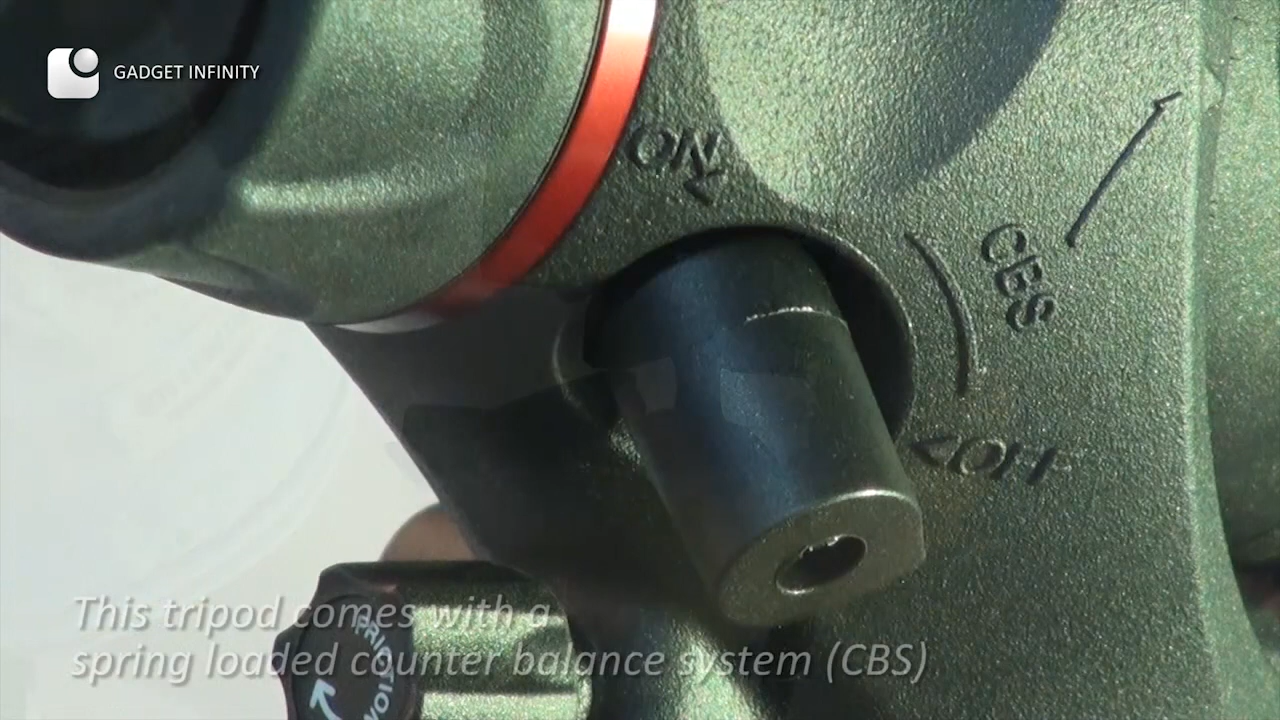 GADGET INFINITY
ON
CBS
OFF
This tripod comes with a
spring loaded counter balance system (CBS)
FRICTION